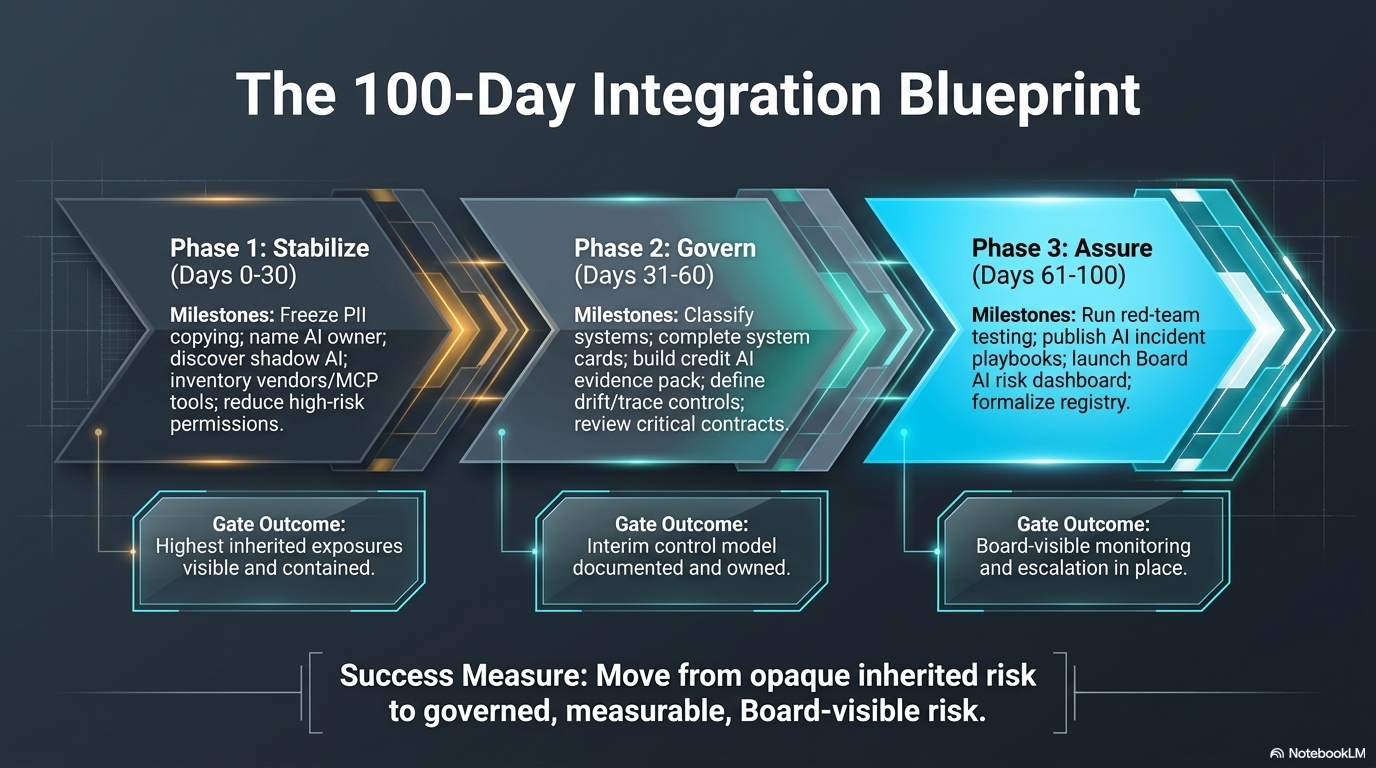 The 100-Day Integration Blueprint
Phase 1: Stabilize
(Days 0-30)
Milestones: Freeze PII
copying; name AI owner;
discover shadow AI;
inventory vendors/MCP
tools; reduce high-risk
permissions.
Gate Outcome:
Highest inherited exposures
visible and contained.
Phase 2: Govern
(Days 31-60)
Milestones: Classify
systems; complete system
cards; build credit AI
evidence pack; define
drift/trace controls;
review critical contracts.
Gate Outcome:
Interim control model
documented and owned.
Phase 3: Assure
(Days 61-100)
Milestones: Run red-team
testing; publish AI incident
playbooks; launch Board
AI risk dashboard;
formalize registry.
Gate Outcome:
Board-visible monitoring
and escalation in place.
Success Measure: Move from opaque inherited risk
to governed, measurable, Board-visible risk.
NotebookLM